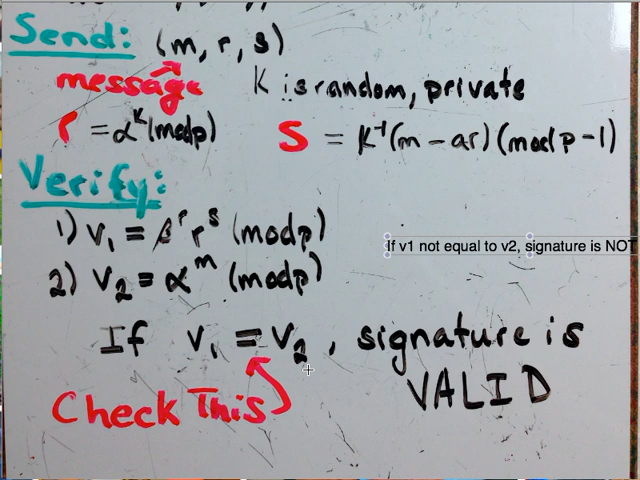 Send: (m, r, s)
message K is random, private
r = α^k (mod p) S = K^-1 (m - ar) (mod p-1)
Verify:
1) v₁ = β^r r^s (mod p)
If v1 not equal to v2, signature is NOT
2) v₂ = α^m (mod p)
If v₁ = v₂, signature is
VALID
Check This